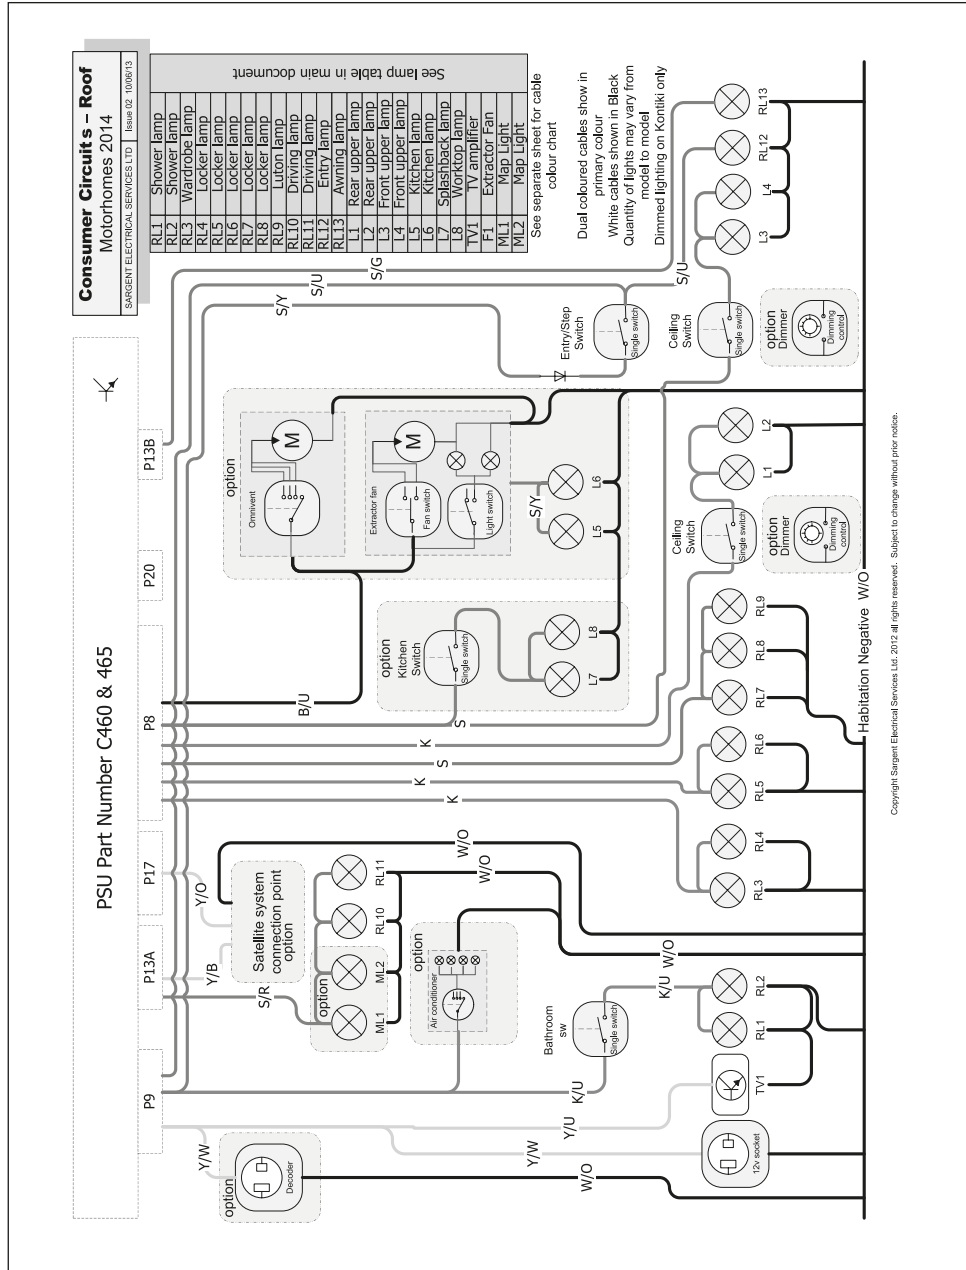 Consumer Circuits – Roof
Motorhomes 2014
SARGENT ELECTRICAL SERVICES LTD
Issue 02 10/06/13
RL1 Shower lamp
RL2 Shower lamp
RL3 Wardrobe lamp
RL4 Locker lamp
RL5 Locker lamp
RL6 Locker lamp
RL7 Locker lamp
RL8 Locker lamp
RL9 Luton lamp
RL10 Driving lamp
RL11 Driving lamp
RL12 Entry lamp
RL13 Awning lamp
L1 Rear upper lamp
L2 Rear upper lamp
L3 Front upper lamp
L4 Front upper lamp
L5 Kitchen lamp
L6 Kitchen lamp
L7 Splashback lamp
L8 Worktop lamp
TV1 TV amplifier
F1 Extractor Fan
ML1 Map Light
ML2 Map Light
See lamp table in main document
See separate sheet for cable
colour chart
Dual coloured cables show in
primary colour
White cables shown in Black
Quantity of lights may vary from
model to model
Dimmed lighting on Kontiki only
PSU Part Number C460 & 465
P9
P13A
P17
P8
P20
P13B
S/G
S/U
S/Y
S/U
Entry/Step
Switch
Single switch
Ceiling
Switch
Single switch
option
Dimmer
Dimming
control
L3
L4
RL12
RL13
option
Omnivent
M
Extractor fan
M
Fan switch
Light switch
S/Y
L5
L6
option
Kitchen
Switch
Single switch
L7
L8
B/U
S
K
S
K
K
Ceiling
Switch
Single switch
L1
L2
option
Dimmer
Dimming
control
RL3
RL4
RL5
RL6
RL7
RL8
RL9
Y/O
Y/B
S/R
Satellite system
connection point
option
W/O
W/O
W/O
option
ML1
ML2
RL10
RL11
option
Air conditioner
Bathroom
sw
Single switch
K/U
K/U
RL1
RL2
TV1
Y/U
Y/W
Y/W
option
Decoder
W/O
12v socket
Habitation Negative W/O
Copyright Sargent Electrical Services Ltd. 2012 all rights reserved. Subject to change without prior notice.